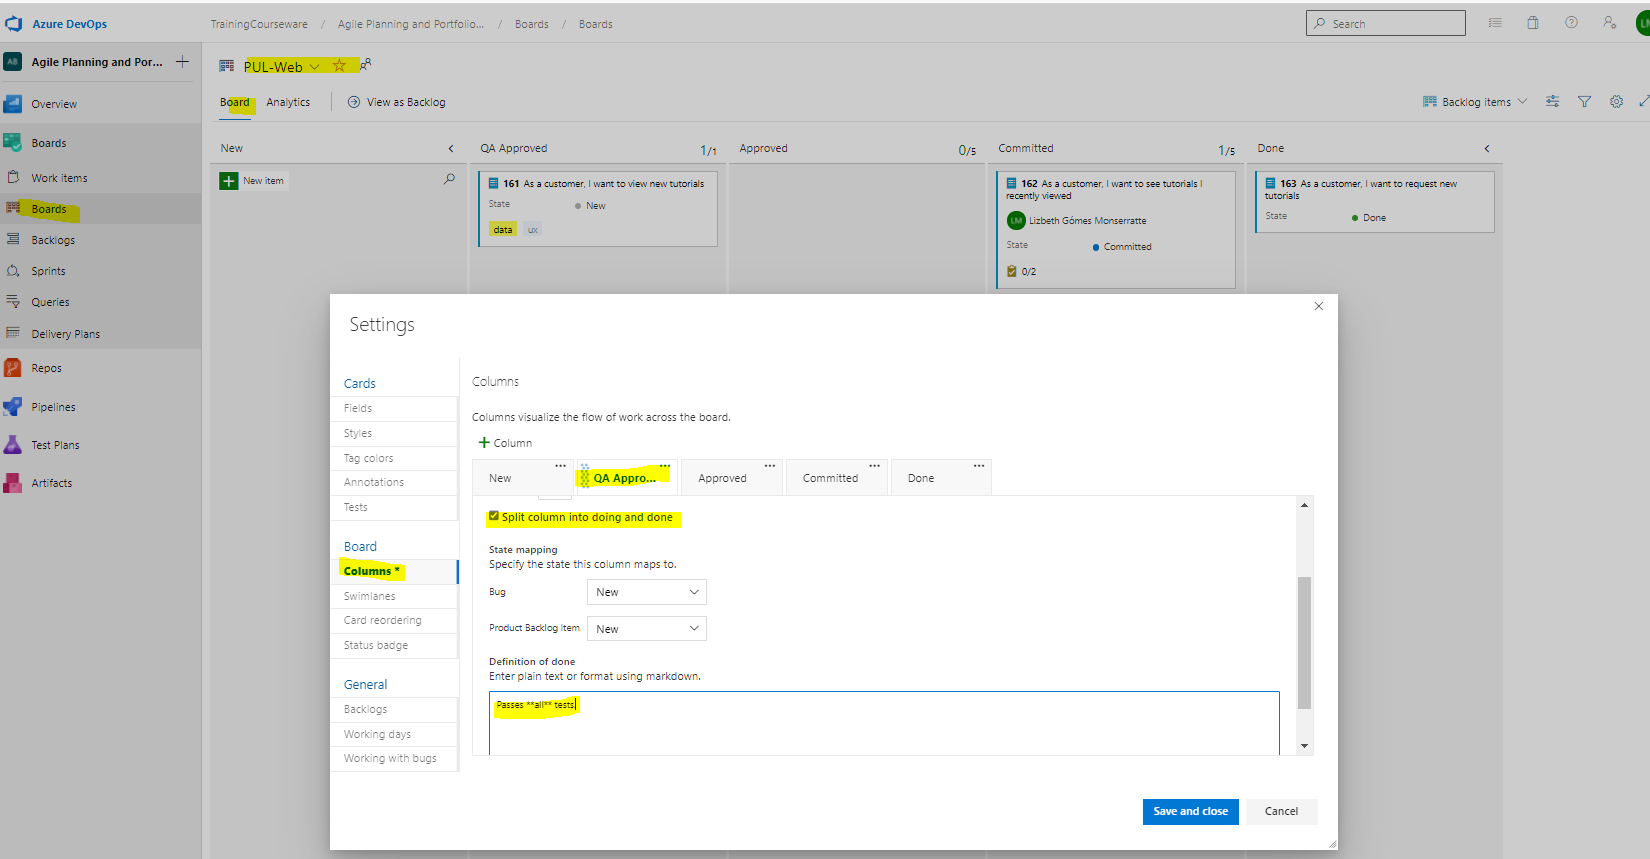 Azure DevOps
TrainingCourseware / Agile Planning and Portfolio... / Boards / Boards
Search
AB Agile Planning and Por...
PUL-Web
Overview
Boards
Work items
Boards
Backlogs
Sprints
Queries
Delivery Plans
Repos
Pipelines
Test Plans
Artifacts
Board Analytics View as Backlog
Backlog items
New
New item
QA Approved 1/1
161 As a customer, I want to view new tutorials
State New
data ux
Approved 0/5
Committed 1/5
162 As a customer, I want to see tutorials I
recently viewed
LM Lizbeth Gómes Monserratte
State Committed
0/2
Done
163 As a customer, I want to request new
tutorials
State Done
Settings
Cards
Fields
Styles
Tag colors
Annotations
Tests
Board
Columns *
Swimlanes
Card reordering
Status badge
General
Backlogs
Working days
Working with bugs
Columns
Columns visualize the flow of work across the board.
Column
New QA Appro... Approved Committed Done
Split column into doing and done
State mapping
Specify the state this column maps to.
Bug New
Product Backlog Item New
Definition of done
Enter plain text or format using markdown.
Passes **all** tests
Save and close Cancel